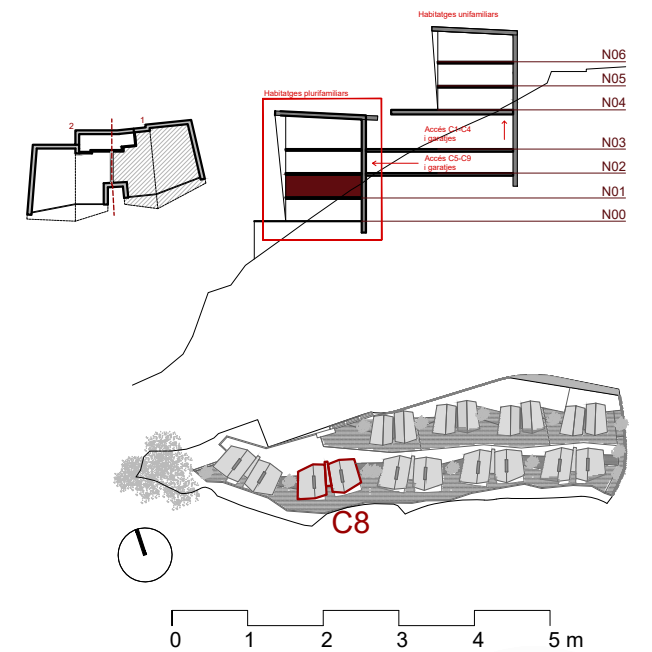 Habitatges unifamiliars
N06
N05
Habitatges plurifamiliars
N04
2
1
Accés C1-C4
i garatjes
N03
Accés C5-C9
i garatjes
N02
N01
N00
C8
0 1 2 3 4 5 m